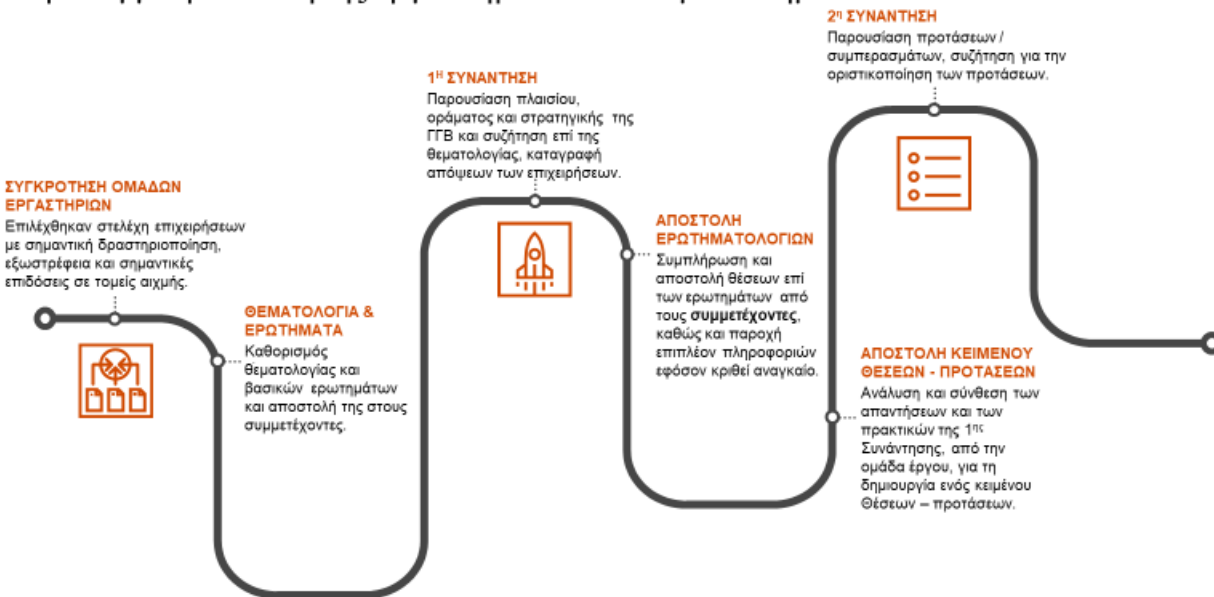 ΣΥΓΚΡΟΤΗΣΗ ΟΜΑΔΩΝ
ΕΡΓΑΣΤΗΡΙΩΝ
Επιλέχθηκαν στελέχη επιχειρήσεων
με σημαντική δραστηριοποίηση,
εξωστρέφεια και σημαντικές
επιδόσεις σε τομείς αιχμής.
ΘΕΜΑΤΟΛΟΓΙΑ &
ΕΡΩΤΗΜΑΤΑ
Καθορισμός
θεματολογίας και
βασικών ερωτημάτων
και αποστολή της στους
συμμετέχοντες.
1Η ΣΥΝΑΝΤΗΣΗ
Παρουσίαση πλαισίου,
οράματος και στρατηγικής της
ΓΓΒ και συζήτηση επί της
θεματολογίας, καταγραφή
απόψεων των επιχειρήσεων.
ΑΠΟΣΤΟΛΗ
ΕΡΩΤΗΜΑΤΟΛΟΓΙΩΝ
Συμπλήρωση και
αποστολή θέσεων επί
των ερωτημάτων από
τους συμμετέχοντες,
καθώς και παροχή
επιπλέον πληροφοριών
εφόσον κριθεί αναγκαίο.
ΑΠΟΣΤΟΛΗ ΚΕΙΜΕΝΟΥ
ΘΕΣΕΩΝ - ΠΡΟΤΑΣΕΩΝ
Ανάλυση και σύνθεση των
απαντήσεων και των
πρακτικών της 1ης
Συνάντησης, από την
ομάδα έργου, για τη
δημιουργία ενός κειμένου
Θέσεων – προτάσεων.
2η ΣΥΝΑΝΤΗΣΗ
Παρουσίαση προτάσεων /
συμπερασμάτων, συζήτηση για την
οριστικοποίηση των προτάσεων.